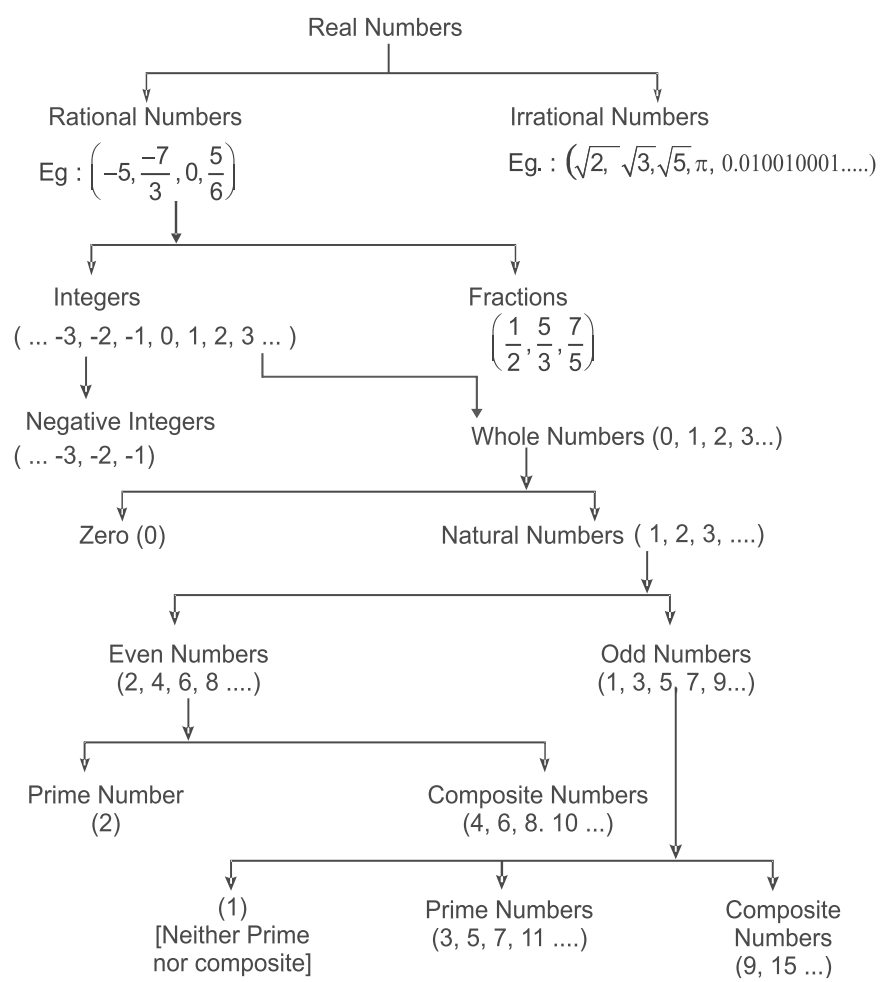 Real Numbers
Rational Numbers
Irrational Numbers
Eg : (−5, −7/3, 0, 5/6)
Eg. : (√2, √3, √5, π, 0.010010001.....)
Integers
Fractions
( ... -3, -2, -1, 0, 1, 2, 3 ... )
(1/2, 5/3, 7/5)
Negative Integers
( ... -3, -2, -1)
Whole Numbers (0, 1, 2, 3...)
Zero (0)
Natural Numbers ( 1, 2, 3, ....)
Even Numbers
(2, 4, 6, 8 ....)
Odd Numbers
(1, 3, 5, 7, 9...)
Prime Number
(2)
Composite Numbers
(4, 6, 8. 10 ...)
(1)
[Neither Prime
nor composite]
Prime Numbers
(3, 5, 7, 11 ....)
Composite
Numbers
(9, 15 ...)